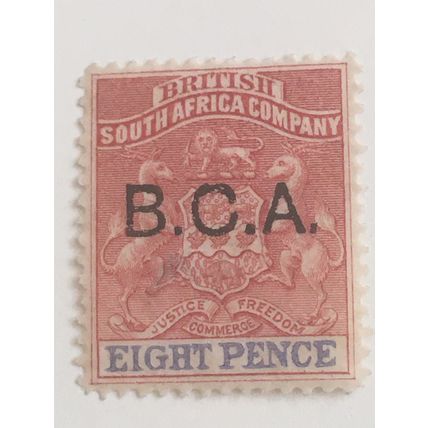 BRITISH
SOUTH AFRICA COMPANY
B.C.A.
JUSTICE FREEDOM
COMMERCE
EIGHT PENCE